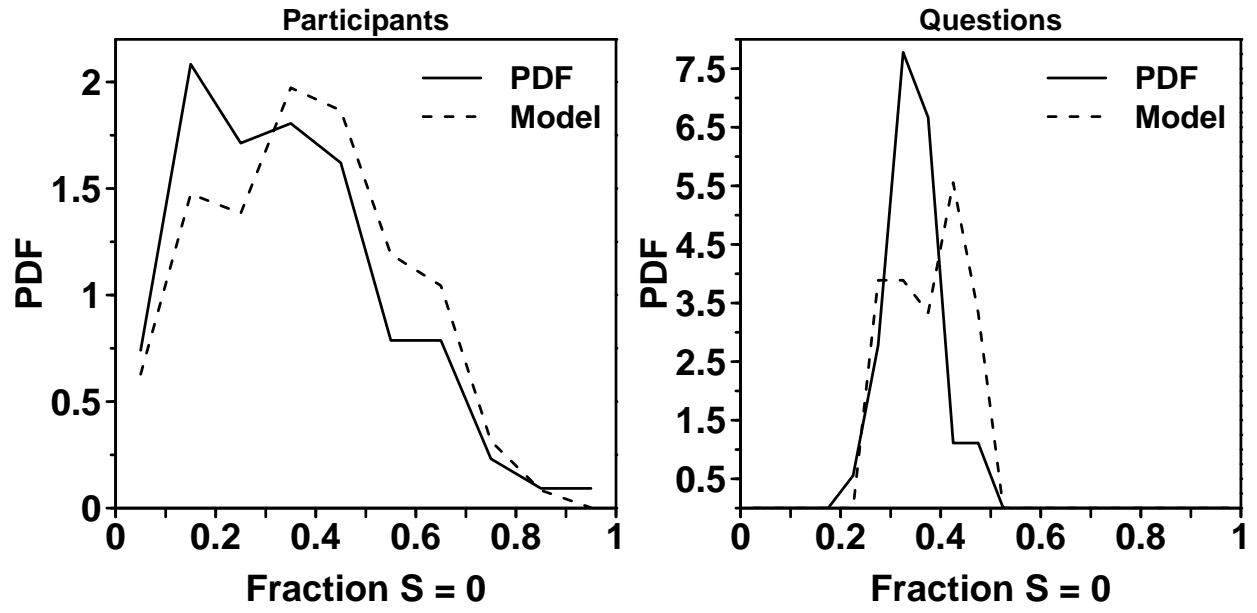 Participants
PDF
Model
2
1.5
1
0.5
0
PDF
0 0.2 0.4 0.6 0.8 1
Fraction S = 0
Questions
PDF
Model
7.5
6.5
5.5
4.5
3.5
2.5
1.5
0.5
PDF
0 0.2 0.4 0.6 0.8 1
Fraction S = 0